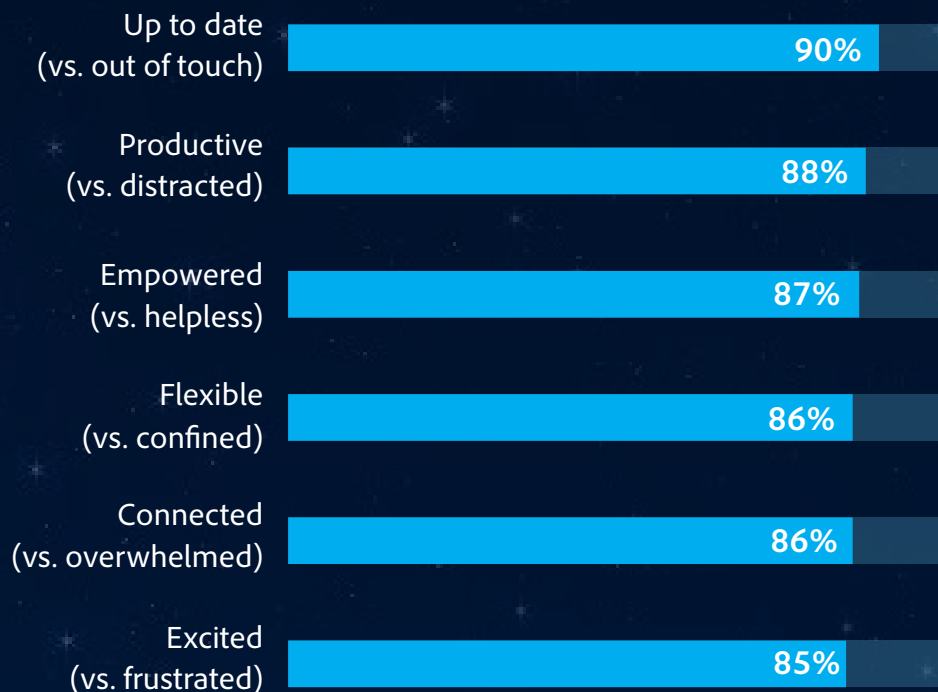 Up to date
(vs. out of touch)
90%
Productive
(vs. distracted)
88%
Empowered
(vs. helpless)
87%
Flexible
(vs. confined)
86%
Connected
(vs. overwhelmed)
86%
Excited
(vs. frustrated)
85%